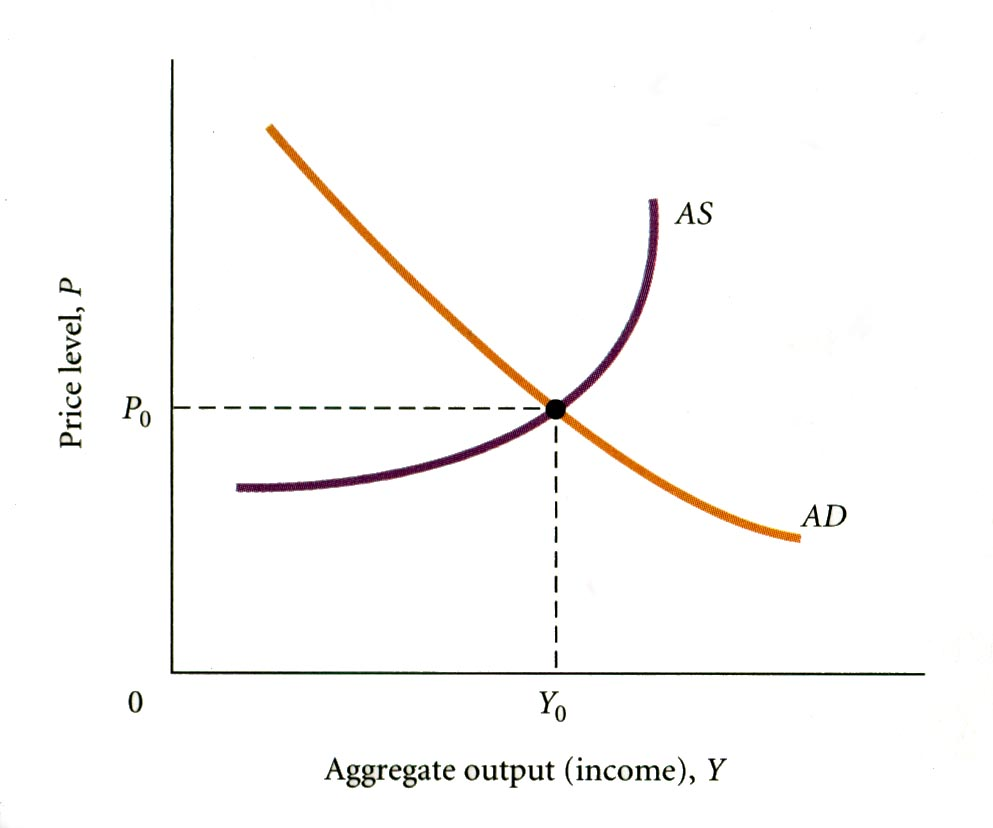 AS
Price level, P
P0
AD
0
Y0
Aggregate output (income), Y